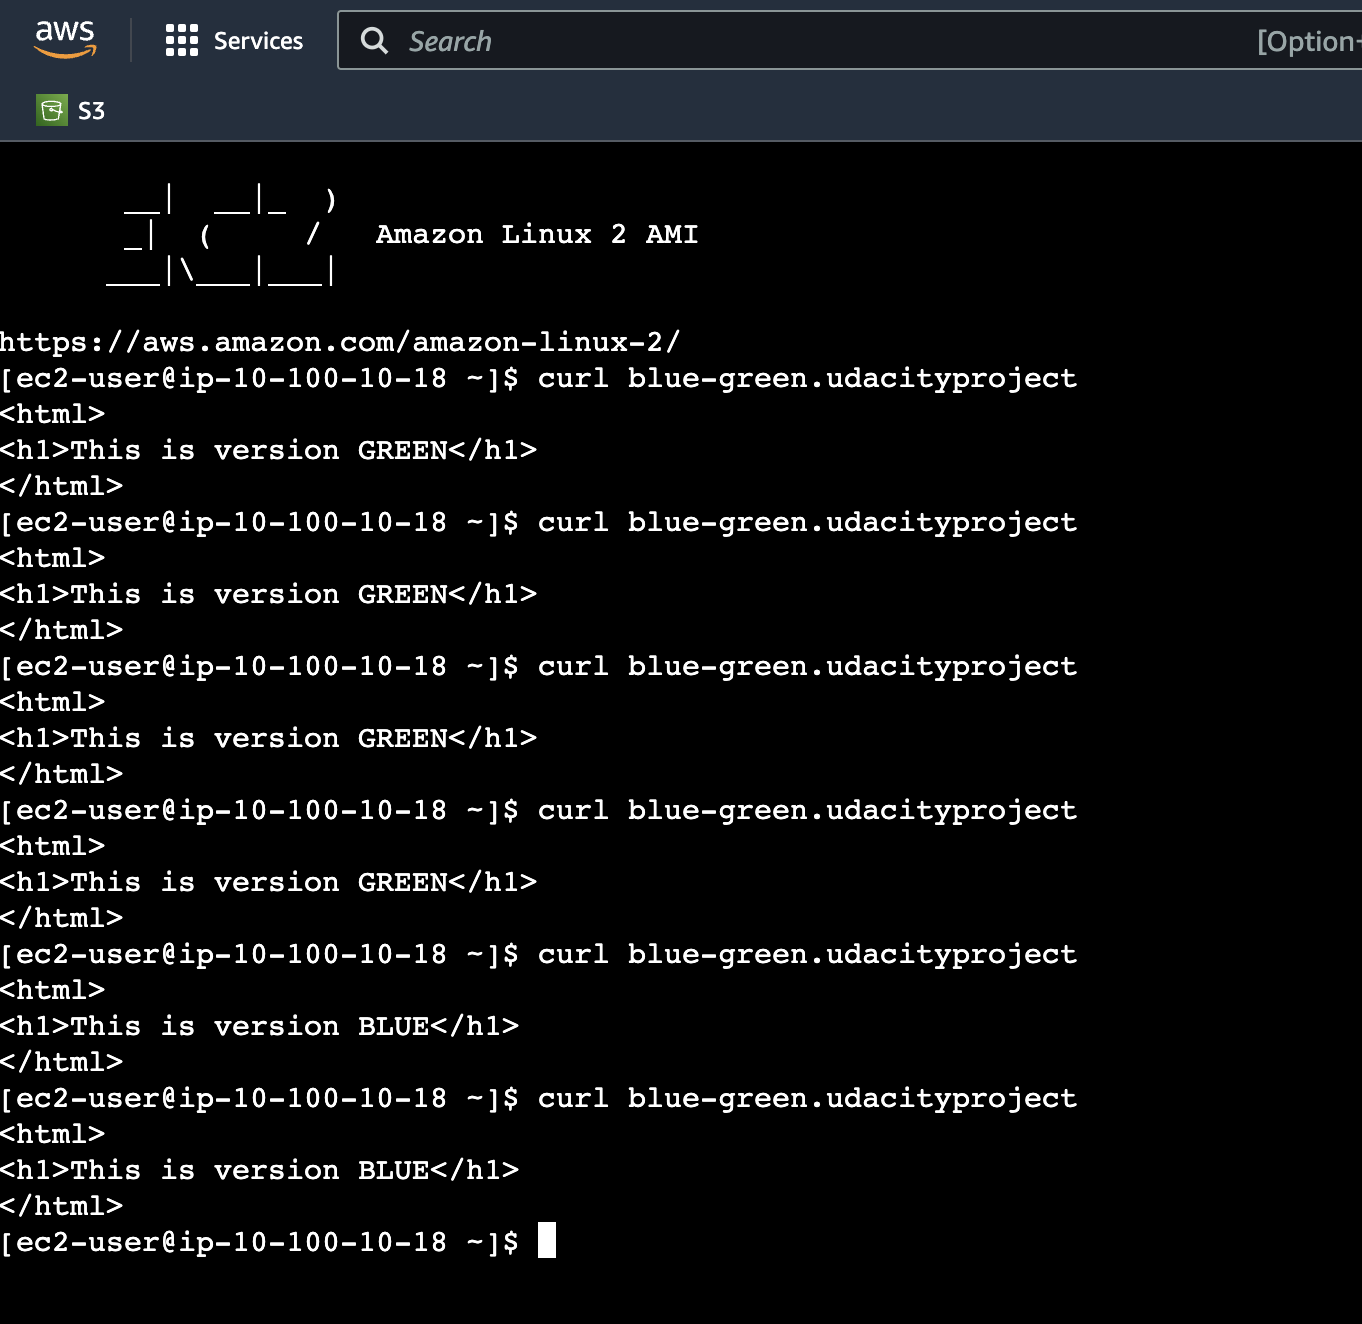 aws Services Search [Option+
S3
__|  __|_  )
_|  (     /   Amazon Linux 2 AMI
___|\___|___|
https://aws.amazon.com/amazon-linux-2/
[ec2-user@ip-10-100-10-18 ~]$ curl blue-green.udacityproject
<html>
<h1>This is version GREEN</h1>
</html>
[ec2-user@ip-10-100-10-18 ~]$ curl blue-green.udacityproject
<html>
<h1>This is version GREEN</h1>
</html>
[ec2-user@ip-10-100-10-18 ~]$ curl blue-green.udacityproject
<html>
<h1>This is version GREEN</h1>
</html>
[ec2-user@ip-10-100-10-18 ~]$ curl blue-green.udacityproject
<html>
<h1>This is version GREEN</h1>
</html>
[ec2-user@ip-10-100-10-18 ~]$ curl blue-green.udacityproject
<html>
<h1>This is version BLUE</h1>
</html>
[ec2-user@ip-10-100-10-18 ~]$ curl blue-green.udacityproject
<html>
<h1>This is version BLUE</h1>
</html>
[ec2-user@ip-10-100-10-18 ~]$